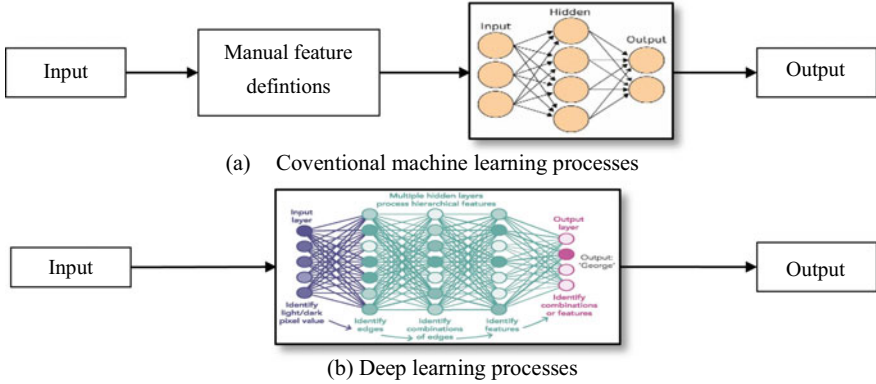 Input
Manual feature
defintions
Input
Hidden
Output
Output
(a) Coventional machine learning processes
Input
Multiple hidden layers
process hierarchical features
Input
layer
Output
layer
Output:
'George'
Identify
light/dark
pixel value
Identify
edges
Identify
combinations
of edges
Identify
features
Identify
combinations
or features
Output
(b) Deep learning processes